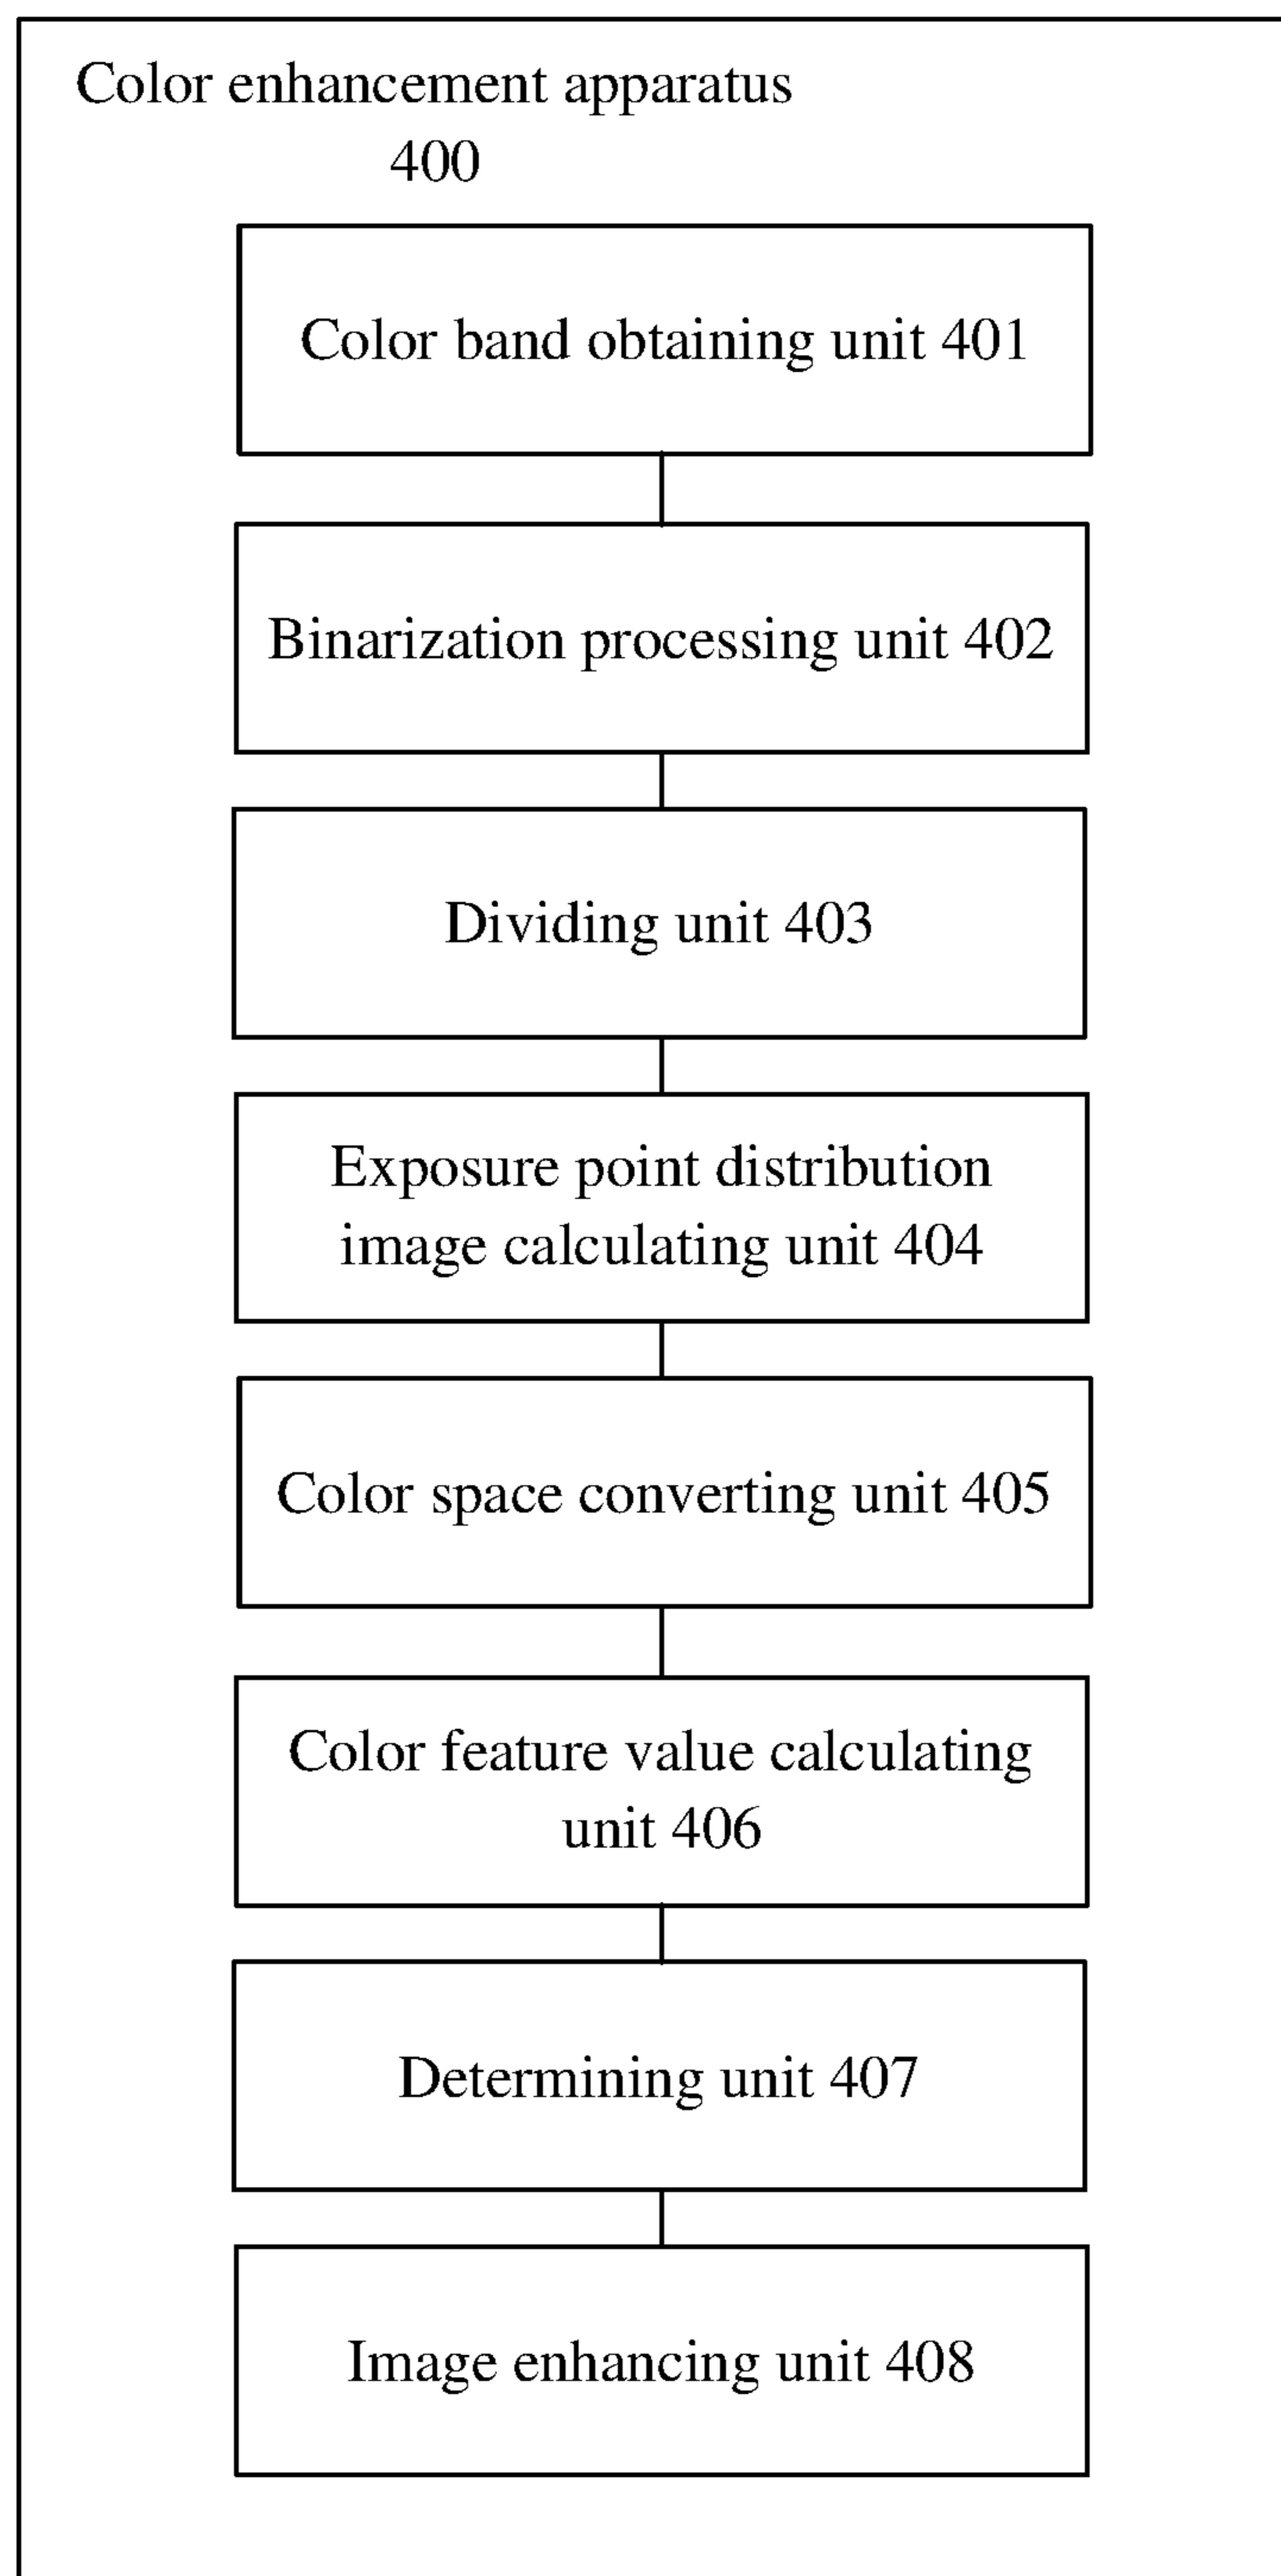 Color enhancement apparatus
400
Color band obtaining unit 401
Binarization processing unit 402
Dividing unit 403
Exposure point distribution
image calculating unit 404
Color space converting unit 405
Color feature value calculating
unit 406
Determining unit 407
Image enhancing unit 408